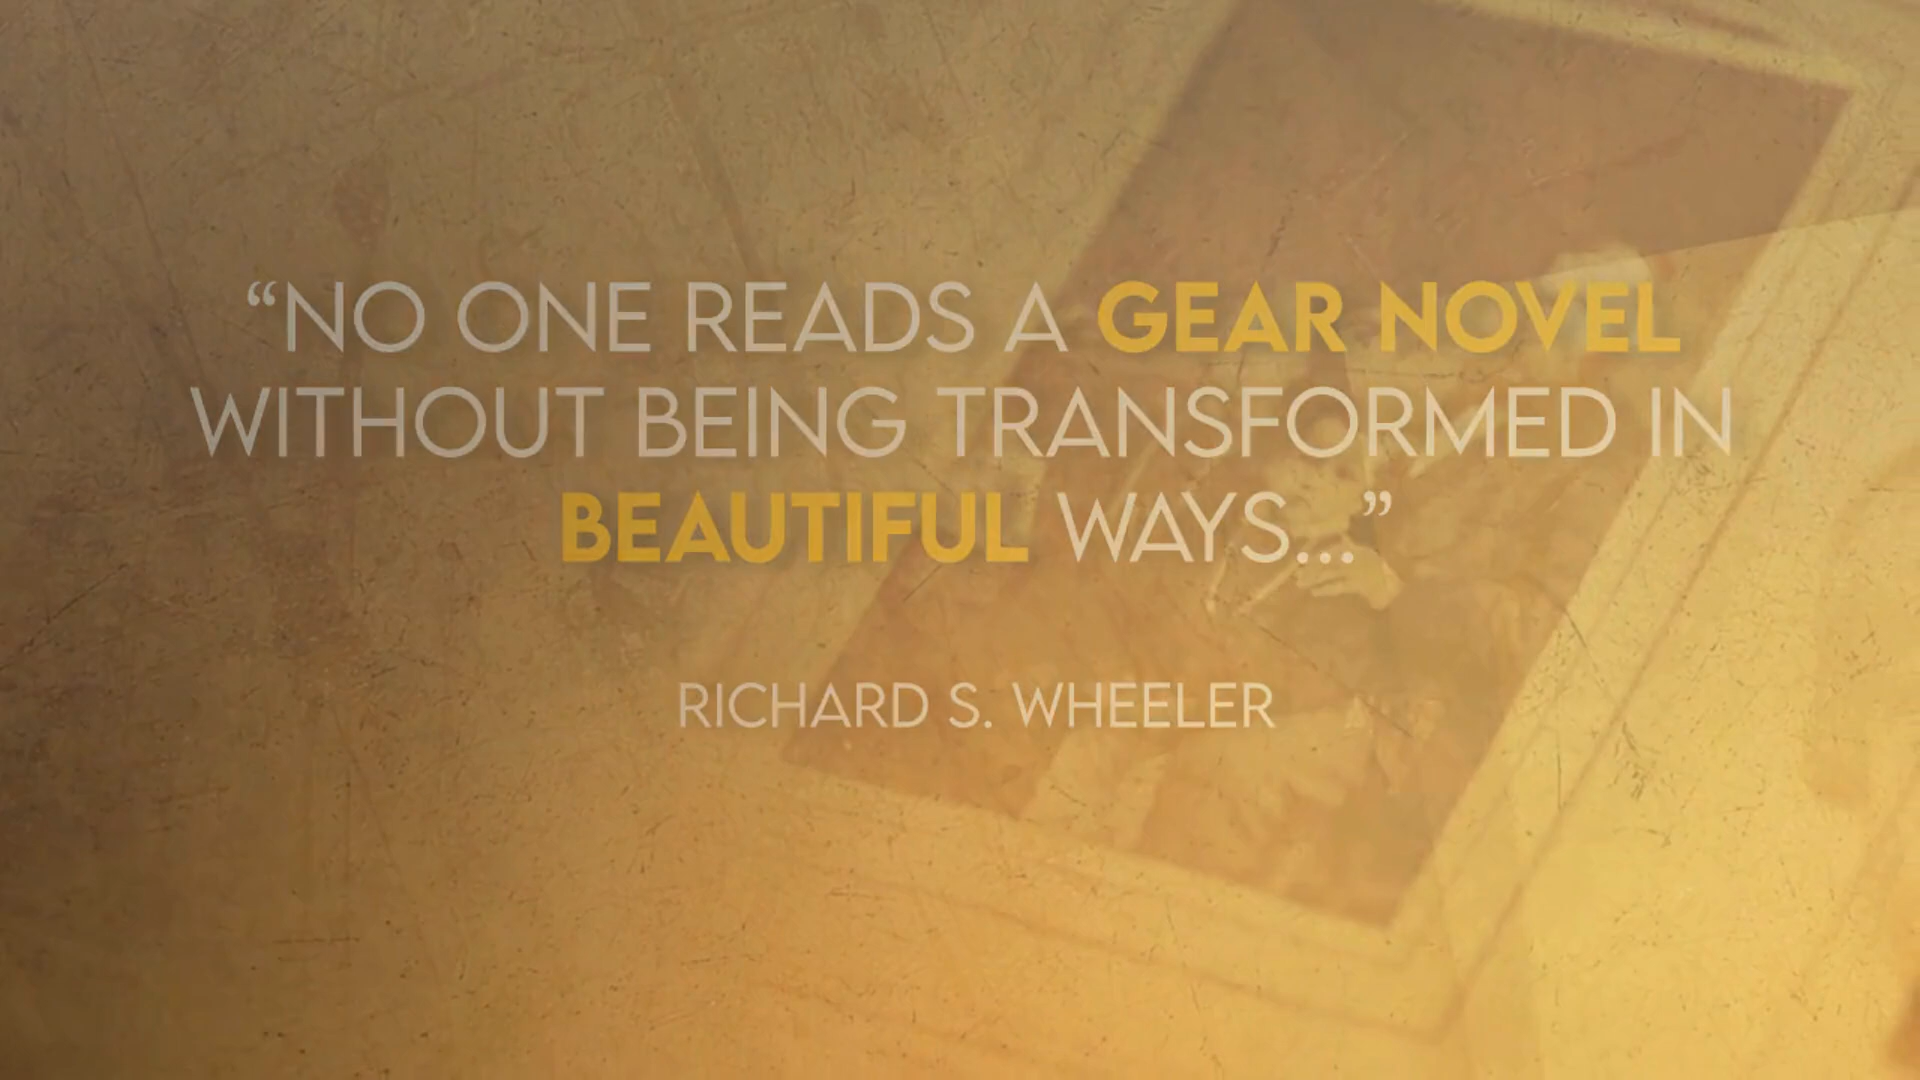 “NO ONE READS A GEAR NOVEL
WITHOUT BEING TRANSFORMED IN
BEAUTIFUL WAYS...”
RICHARD S. WHEELER